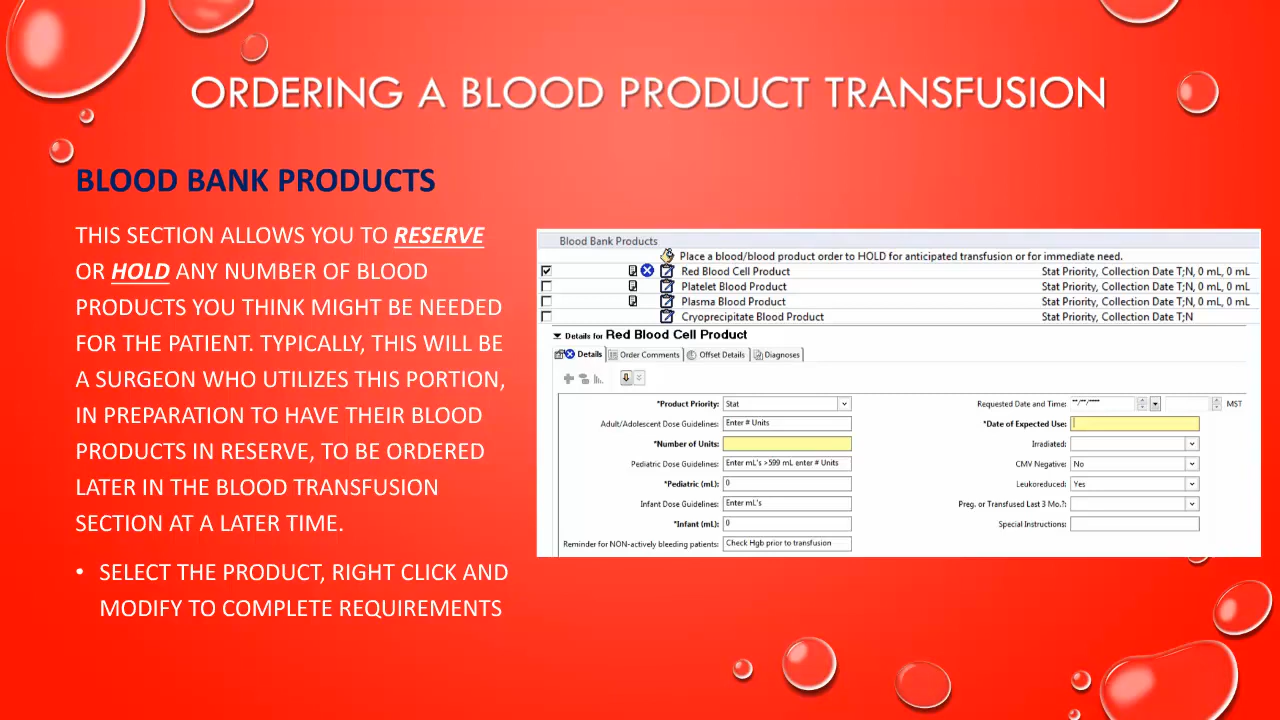 ORDERING A BLOOD PRODUCT TRANSFUSION
BLOOD BANK PRODUCTS
THIS SECTION ALLOWS YOU TO RESERVE
OR HOLD ANY NUMBER OF BLOOD
PRODUCTS YOU THINK MIGHT BE NEEDED
FOR THE PATIENT. TYPICALLY, THIS WILL BE
A SURGEON WHO UTILIZES THIS PORTION,
IN PREPARATION TO HAVE THEIR BLOOD
PRODUCTS IN RESERVE, TO BE ORDERED
LATER IN THE BLOOD TRANSFUSION
SECTION AT A LATER TIME.
• SELECT THE PRODUCT, RIGHT CLICK AND
MODIFY TO COMPLETE REQUIREMENTS
Blood Bank Products
Place a blood/blood product order to HOLD for anticipated transfusion or for immediate need.
Red Blood Cell Product Stat Priority, Collection Date T;N, 0 mL, 0 mL
Platelet Blood Product Stat Priority, Collection Date T;N, 0 mL, 0 mL
Plasma Blood Product Stat Priority, Collection Date T;N, 0 mL, 0 mL
Cryoprecipitate Blood Product Stat Priority, Collection Date T;N
Details for Red Blood Cell Product
Details Order Comments Offset Details Diagnoses
*Product Priority: Stat Requested Date and Time: **/**/**** MST
Adult/Adolescent Dose Guidelines: Enter # Units *Date of Expected Use:
*Number of Units: Irradiated:
Pediatric Dose Guidelines: Enter mL's >599 mL enter # Units CMV Negative: No
*Pediatric (mL): 0 Leukoreduced: Yes
Infant Dose Guidelines: Enter mL's Preg. or Transfused Last 3 Mo.?:
*Infant (mL): 0 Special Instructions:
Reminder for NON-actively bleeding patients: Check Hgb prior to transfusion